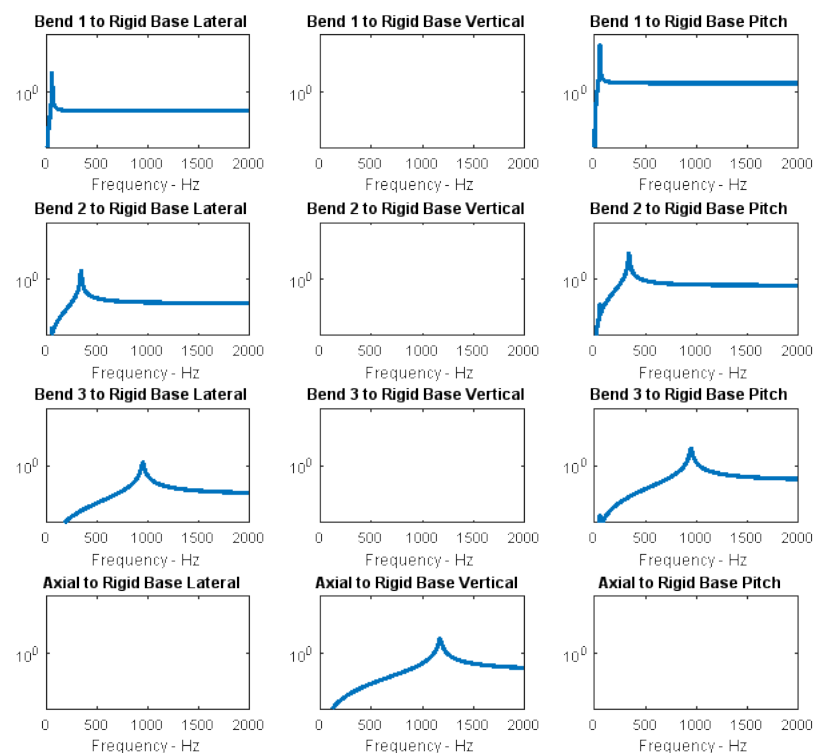 Bend 1 to Rigid Base Lateral
10^0
0 500 1000 1500 2000
Frequency - Hz
Bend 1 to Rigid Base Vertical
0 500 1000 1500 2000
Frequency - Hz
Bend 1 to Rigid Base Pitch
10^0
0 500 1000 1500 2000
Frequency - Hz
Bend 2 to Rigid Base Lateral
10^0
0 500 1000 1500 2000
Frequency - Hz
Bend 2 to Rigid Base Vertical
0 500 1000 1500 2000
Frequency - Hz
Bend 2 to Rigid Base Pitch
10^0
0 500 1000 1500 2000
Frequency - Hz
Bend 3 to Rigid Base Lateral
10^0
0 500 1000 1500 2000
Frequency - Hz
Bend 3 to Rigid Base Vertical
0 500 1000 1500 2000
Frequency - Hz
Bend 3 to Rigid Base Pitch
10^0
0 500 1000 1500 2000
Frequency - Hz
Axial to Rigid Base Lateral
10^0
0 500 1000 1500 2000
Frequency - Hz
Axial to Rigid Base Vertical
10^0
0 500 1000 1500 2000
Frequency - Hz
Axial to Rigid Base Pitch
10^0
0 500 1000 1500 2000
Frequency - Hz